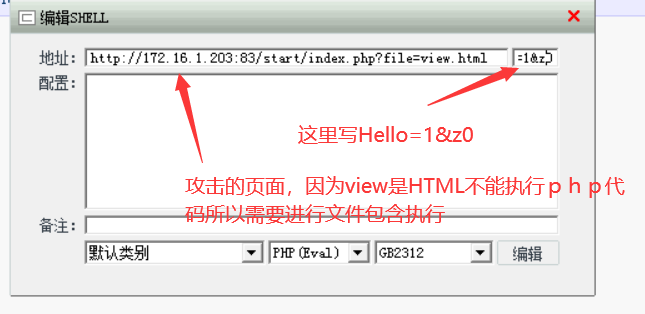 编辑SHELL
地址: http://172.16.1.203:83/start/index.php?file=view.html =1&z
配置:
这里写Hello=1&z0
攻击的页面，因为view是HTML不能执行ｐｈｐ代
码所以需要进行文件包含执行
备注:
默认类别 PHP(Eval) GB2312 编辑